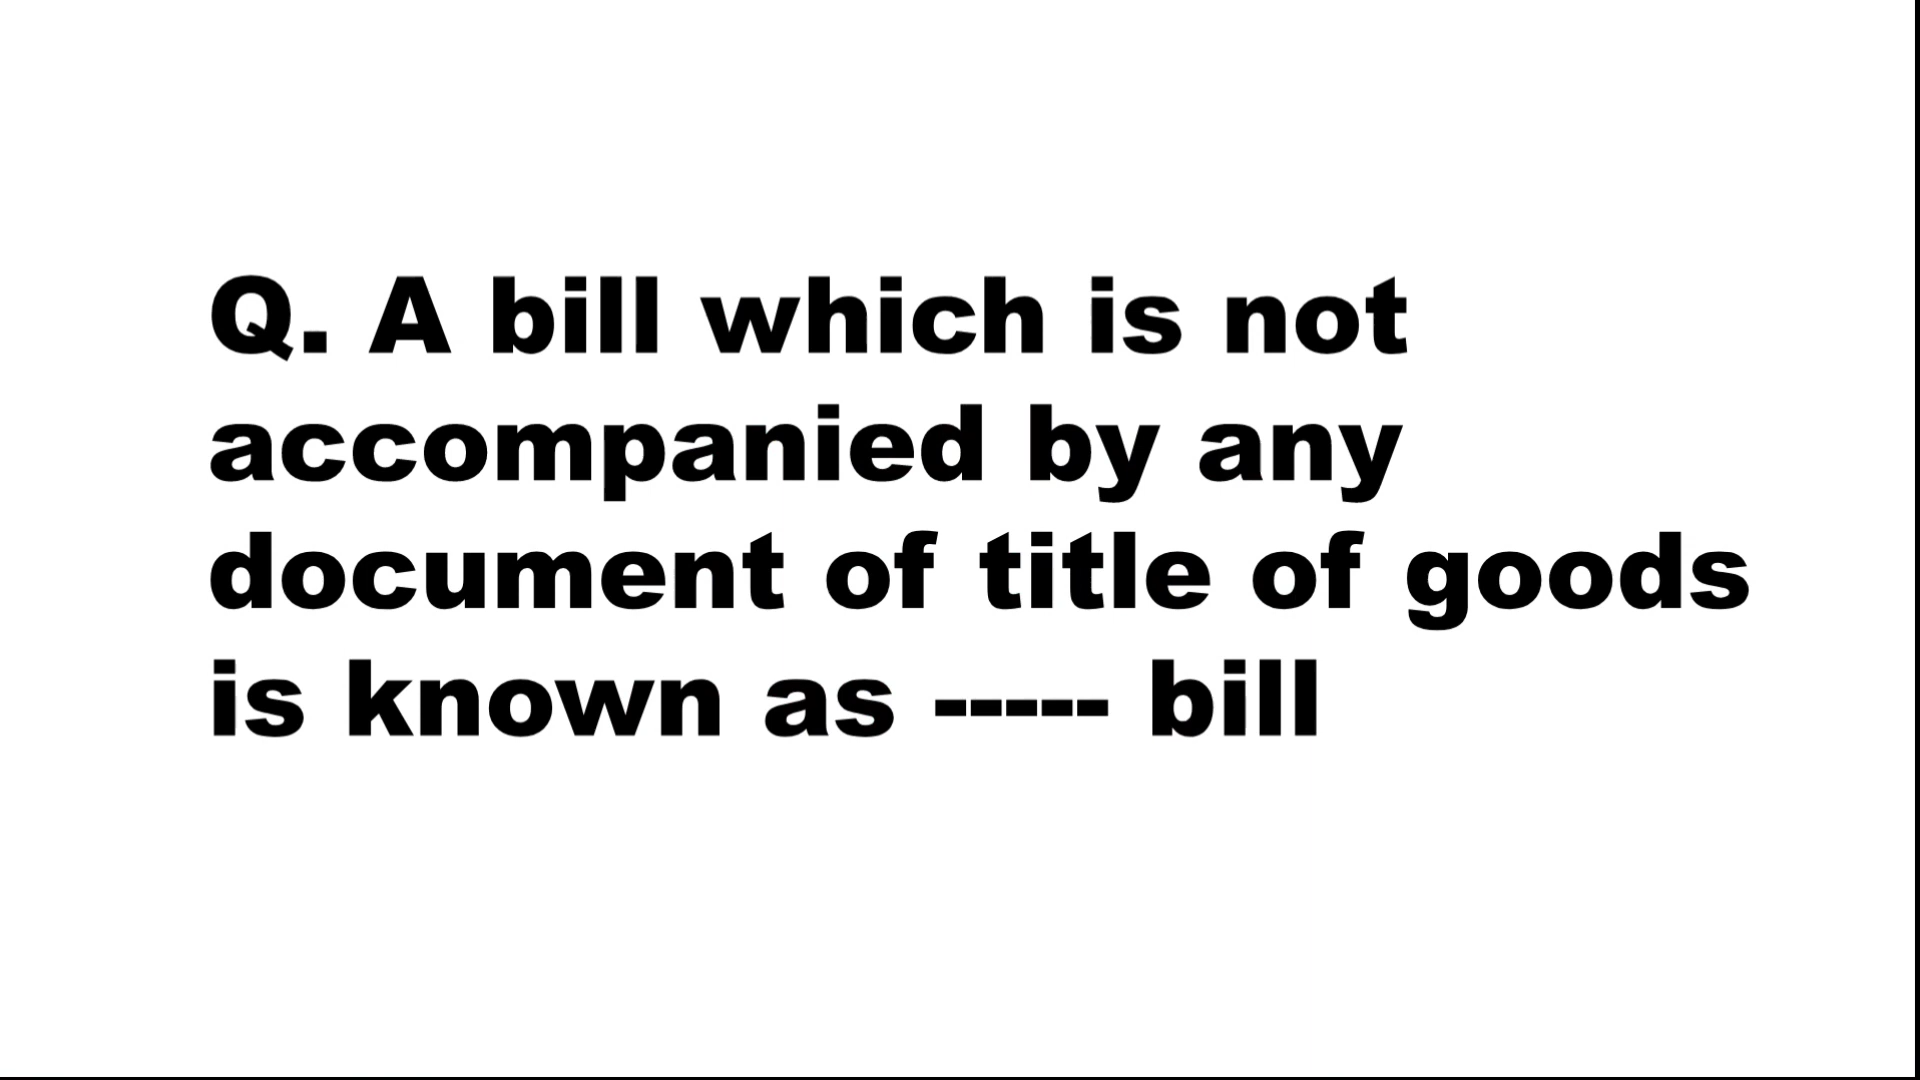 Q. A bill which is not
accompanied by any
document of title of goods
is known as ----- bill